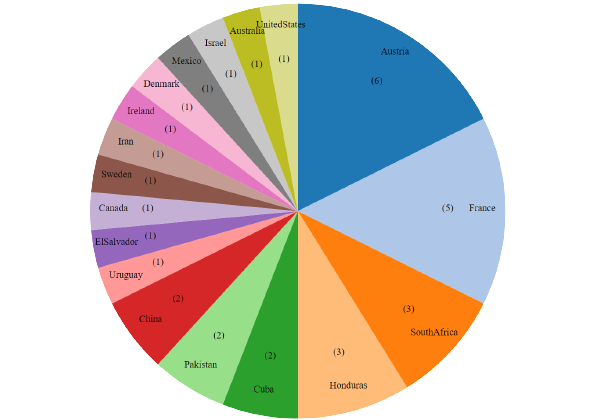 Austria
(6)
France
(5)
SouthAfrica
(3)
Honduras
(3)
Cuba
(2)
Pakistan
(2)
China
(2)
Uruguay
(1)
ElSalvador
(1)
Canada
(1)
Sweden
(1)
Iran
(1)
Ireland
(1)
Denmark
(1)
Mexico
(1)
Israel
(1)
Australia
(1)
UnitedStates
(1)